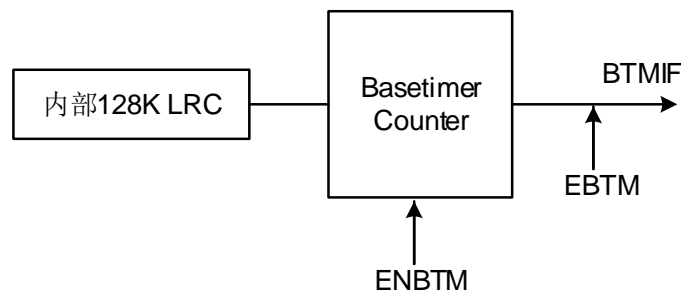 内部128K LRC
Basetimer
Counter
BTMIF
EBTM
ENBTM